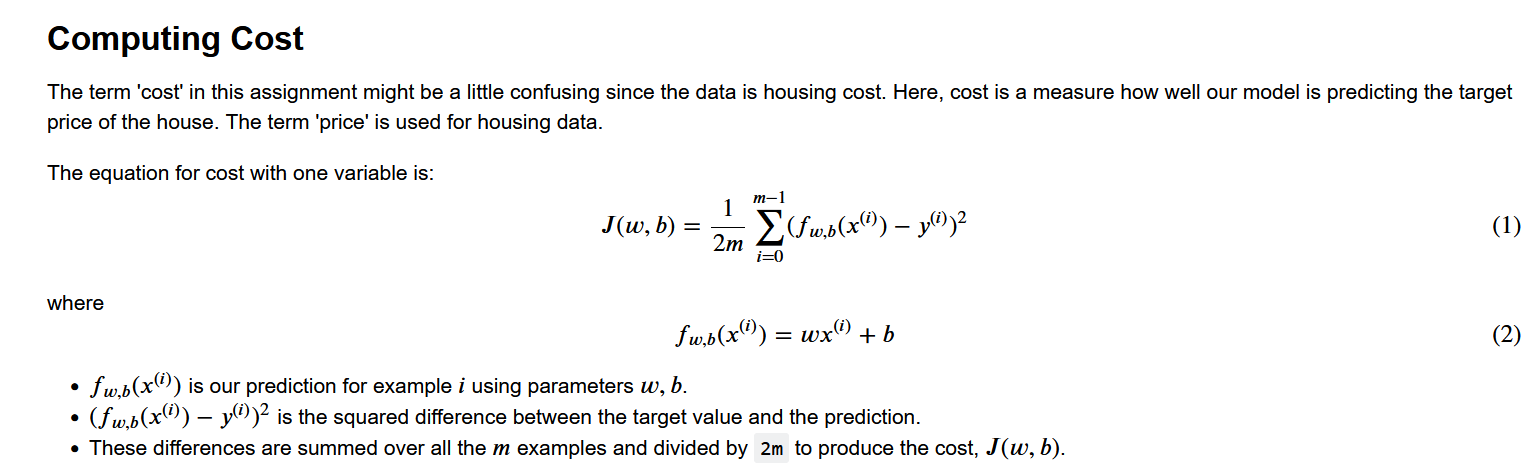 Computing Cost
The term 'cost' in this assignment might be a little confusing since the data is housing cost. Here, cost is a measure how well our model is predicting the target
price of the house. The term 'price' is used for housing data.
The equation for cost with one variable is:
$$J(w,b) = \frac{1}{2m} \sum\limits_{i=0}^{m-1} (f_{w,b}(x^{(i)}) - y^{(i)})^2$$ (1)
where
$$f_{w,b}(x^{(i)}) = wx^{(i)} + b$$ (2)
• $f_{w,b}(x^{(i)})$ is our prediction for example $i$ using parameters $w, b$.
• $(f_{w,b}(x^{(i)}) - y^{(i)})^2$ is the squared difference between the target value and the prediction.
• These differences are summed over all the $m$ examples and divided by 2m to produce the cost, $J(w,b)$.